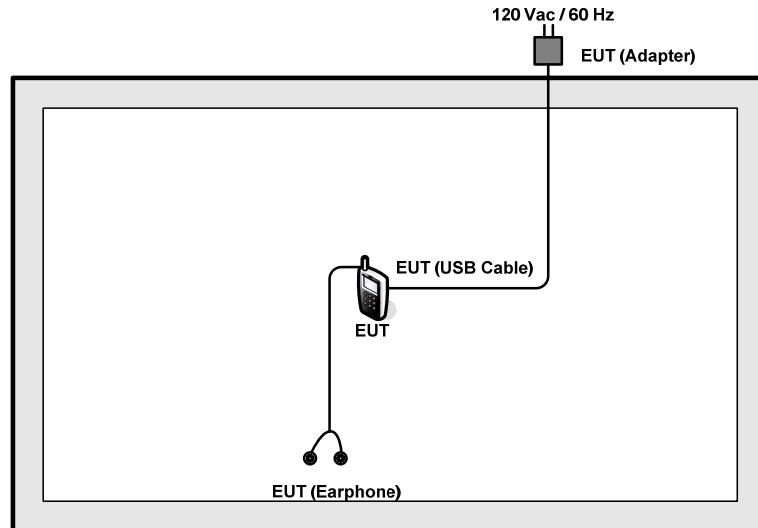 120 Vac / 60 Hz
EUT (Adapter)
EUT (USB Cable)
EUT
EUT (Earphone)